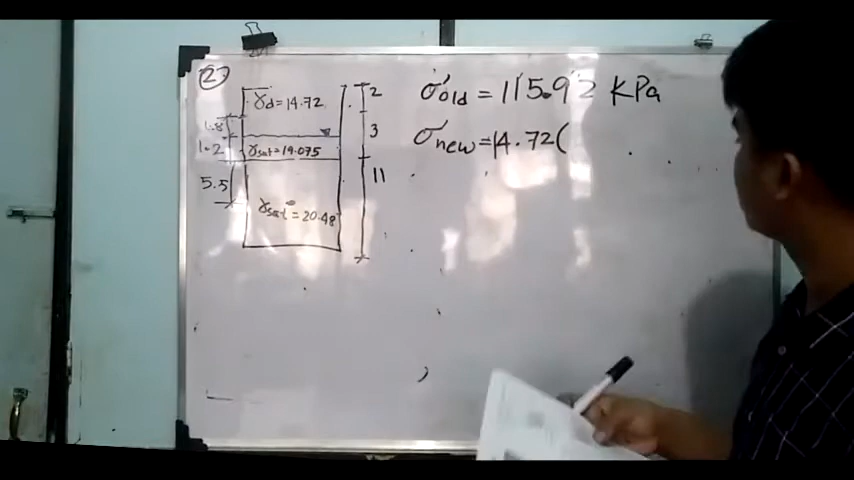 ②
γd = 14.72
1.8
1.2
γsat = 19.075
5.5
γsat = 20.48
2
3
11
σ'old = 115.92 KPa
σ'new = 14.72(